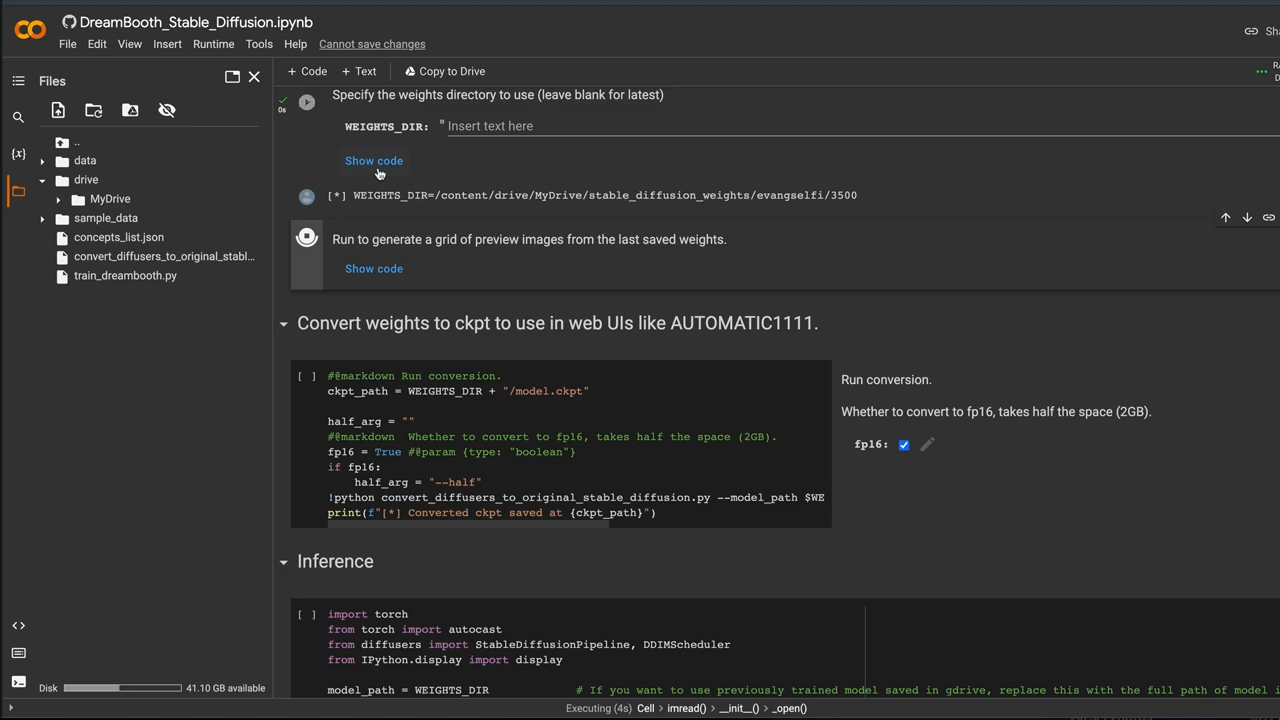 DreamBooth_Stable_Diffusion.ipynb
File Edit View Insert Runtime Tools Help Cannot save changes
Files
+ Code + Text Copy to Drive
..
data
drive
MyDrive
sample_data
concepts_list.json
convert_diffusers_to_original_stabl...
train_dreambooth.py
0s
Specify the weights directory to use (leave blank for latest)
WEIGHTS_DIR: " Insert text here
Show code
[*] WEIGHTS_DIR=/content/drive/MyDrive/stable_diffusion_weights/evangselfi/3500
Run to generate a grid of preview images from the last saved weights.
Show code
Convert weights to ckpt to use in web UIs like AUTOMATIC1111.
[ ] #@markdown Run conversion.
ckpt_path = WEIGHTS_DIR + "/model.ckpt"
half_arg = ""
#@markdown  Whether to convert to fp16, takes half the space (2GB).
fp16 = True #@param {type: "boolean"}
if fp16:
    half_arg = "--half"
!python convert_diffusers_to_original_stable_diffusion.py --model_path $WE
print(f"[*] Converted ckpt saved at {ckpt_path}")
Run conversion.
Whether to convert to fp16, takes half the space (2GB).
fp16:
Inference
[ ] import torch
from torch import autocast
from diffusers import StableDiffusionPipeline, DDIMScheduler
from IPython.display import display
model_path = WEIGHTS_DIR # If you want to use previously trained model saved in gdrive, replace this with the full path of model i
Disk 41.10 GB available
Executing (4s) Cell > imread() > __init__() > _open()